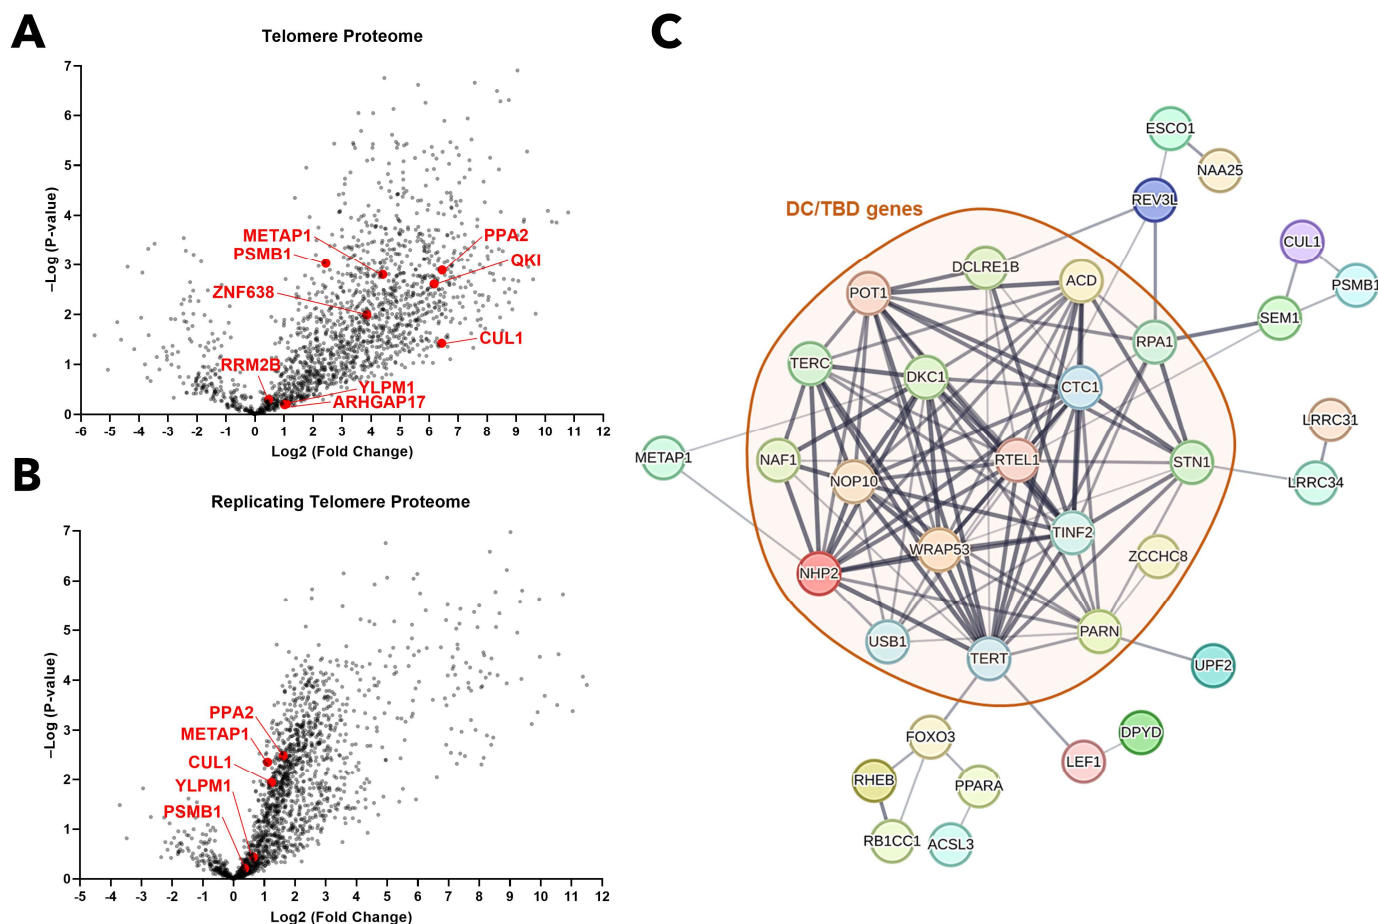 A
Telomere Proteome
–Log (P-value)
7
6
5
4
3
2
1
0
METAP1
PSMB1
ZNF638
RRM2B
PPA2
QKI
CUL1
YLPM1
ARHGAP17
-6 -5 -4 -3 -2 -1 0 1 2 3 4 5 6 7 8 9 10 11 12
Log2 (Fold Change)
B
Replicating Telomere Proteome
–Log (P-value)
7
6
5
4
3
2
1
0
PPA2
METAP1
CUL1
YLPM1
PSMB1
-5 -4 -3 -2 -1 0 1 2 3 4 5 6 7 8 9 10 11 12
Log2 (Fold Change)
C
DC/TBD genes
ESCO1
NAA25
REV3L
CUL1
PSMB1
SEM1
DCLRE1B
ACD
POT1
RPA1
TERC
DKC1
CTC1
LRRC31
METAP1
NAF1
NOP10
RTEL1
STN1
LRRC34
WRAP53
TINF2
ZCCHC8
NHP2
USB1
TERT
PARN
UPF2
FOXO3
LEF1
DPYD
RHEB
PPARA
RB1CC1
ACSL3